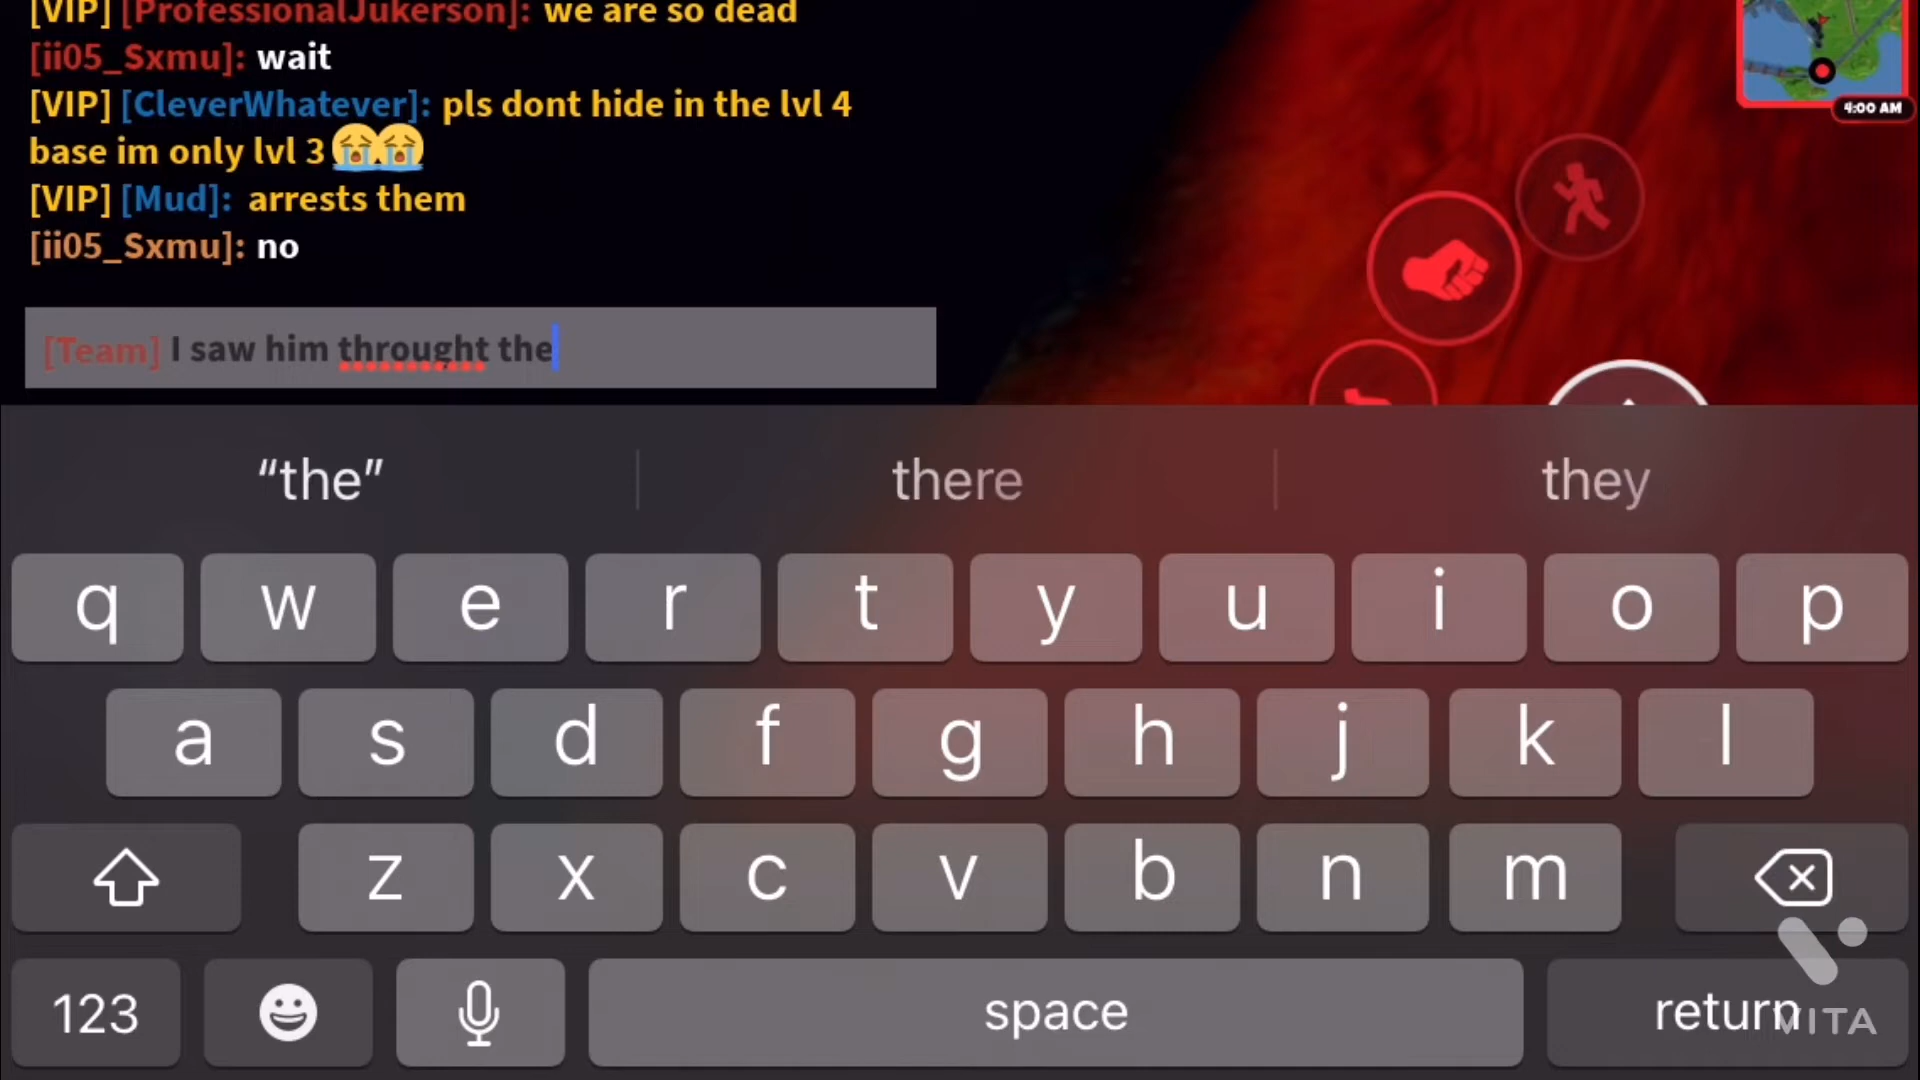 [VIP] [ProfessionalJukerson]: we are so dead
[ii05_Sxmu]: wait
[VIP] [CleverWhatever]: pls dont hide in the lvl 4
base im only lvl 3😭😭
[VIP] [Mud]: arrests them
[ii05_Sxmu]: no
4:00 AM
[Team] I saw him throught the
“the” there they
q w e r t y u i o p
a s d f g h j k l
z x c v b n m
123 space return
VITA